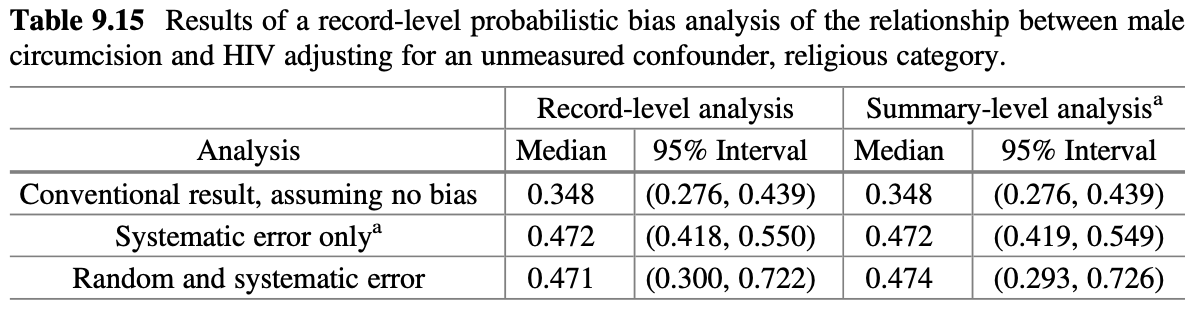 Table 9.15 Results of a record-level probabilistic bias analysis of the relationship between male
circumcision and HIV adjusting for an unmeasured confounder, religious category.
Record-level analysis Summary-level analysisᵃ
Analysis Median 95% Interval Median 95% Interval
Conventional result, assuming no bias 0.348 (0.276, 0.439) 0.348 (0.276, 0.439)
Systematic error onlyᵃ 0.472 (0.418, 0.550) 0.472 (0.419, 0.549)
Random and systematic error 0.471 (0.300, 0.722) 0.474 (0.293, 0.726)